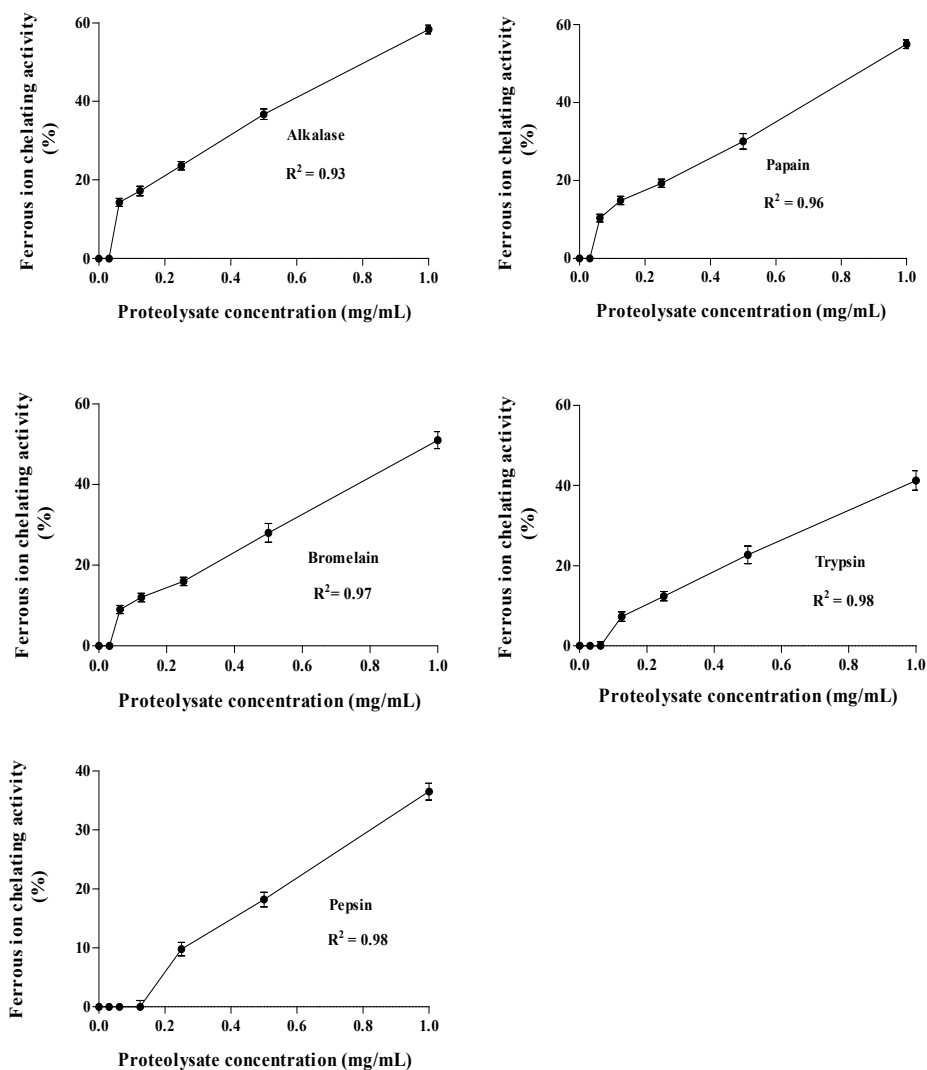 Ferrous ion chelating activity
(%)
60
40
20
0
Alkalase
R² = 0.93
0.0 0.2 0.4 0.6 0.8 1.0
Proteolysate concentration (mg/mL)
Ferrous ion chelating activity
(%)
60
40
20
0
Papain
R² = 0.96
0.0 0.2 0.4 0.6 0.8 1.0
Proteolysate concentration (mg/mL)
Ferrous ion chelating activity
(%)
60
40
20
0
Bromelain
R²= 0.97
0.0 0.2 0.4 0.6 0.8 1.0
Proteolysate concentration (mg/mL)
Ferrous ion chelating activity
(%)
60
40
20
0
Trypsin
R² = 0.98
0.0 0.2 0.4 0.6 0.8 1.0
Proteolysate concentration (mg/mL)
Ferrous ion chelating activity
(%)
40
30
20
10
0
Pepsin
R² = 0.98
0.0 0.2 0.4 0.6 0.8 1.0
Proteolysate concentration (mg/mL)